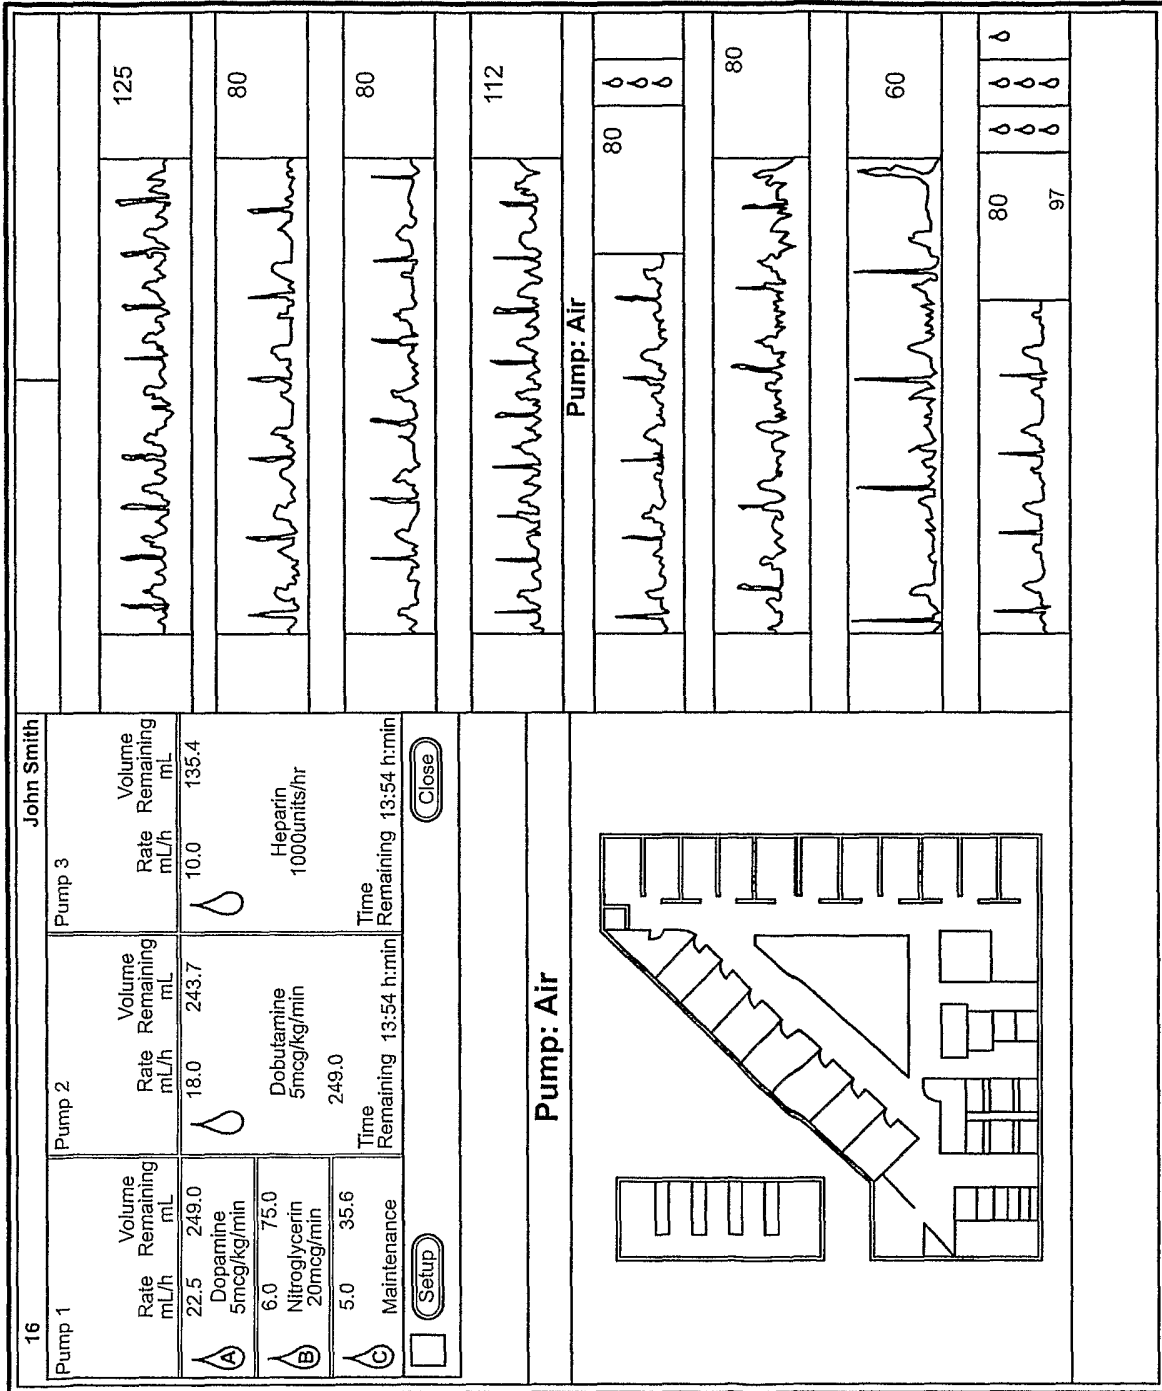 16 John Smith
Pump 1
Rate mL/h
Volume Remaining mL
A 22.5 249.0
Dopamine
5mcg/kg/min
B 6.0 75.0
Nitroglycerin
20mcg/min
C 5.0 35.6
Maintenance
Pump 2
Rate mL/h
Volume Remaining mL
18.0 243.7
Dobutamine
5mcg/kg/min
249.0
Time
Remaining 13:54 h:min
Pump 3
Rate mL/h
Volume Remaining mL
10.0 135.4
Heparin
1000units/hr
Time
Remaining 13:54 h:min
Setup
Close
Pump: Air
125
80
80
112
Pump: Air
80
80
60
80
97